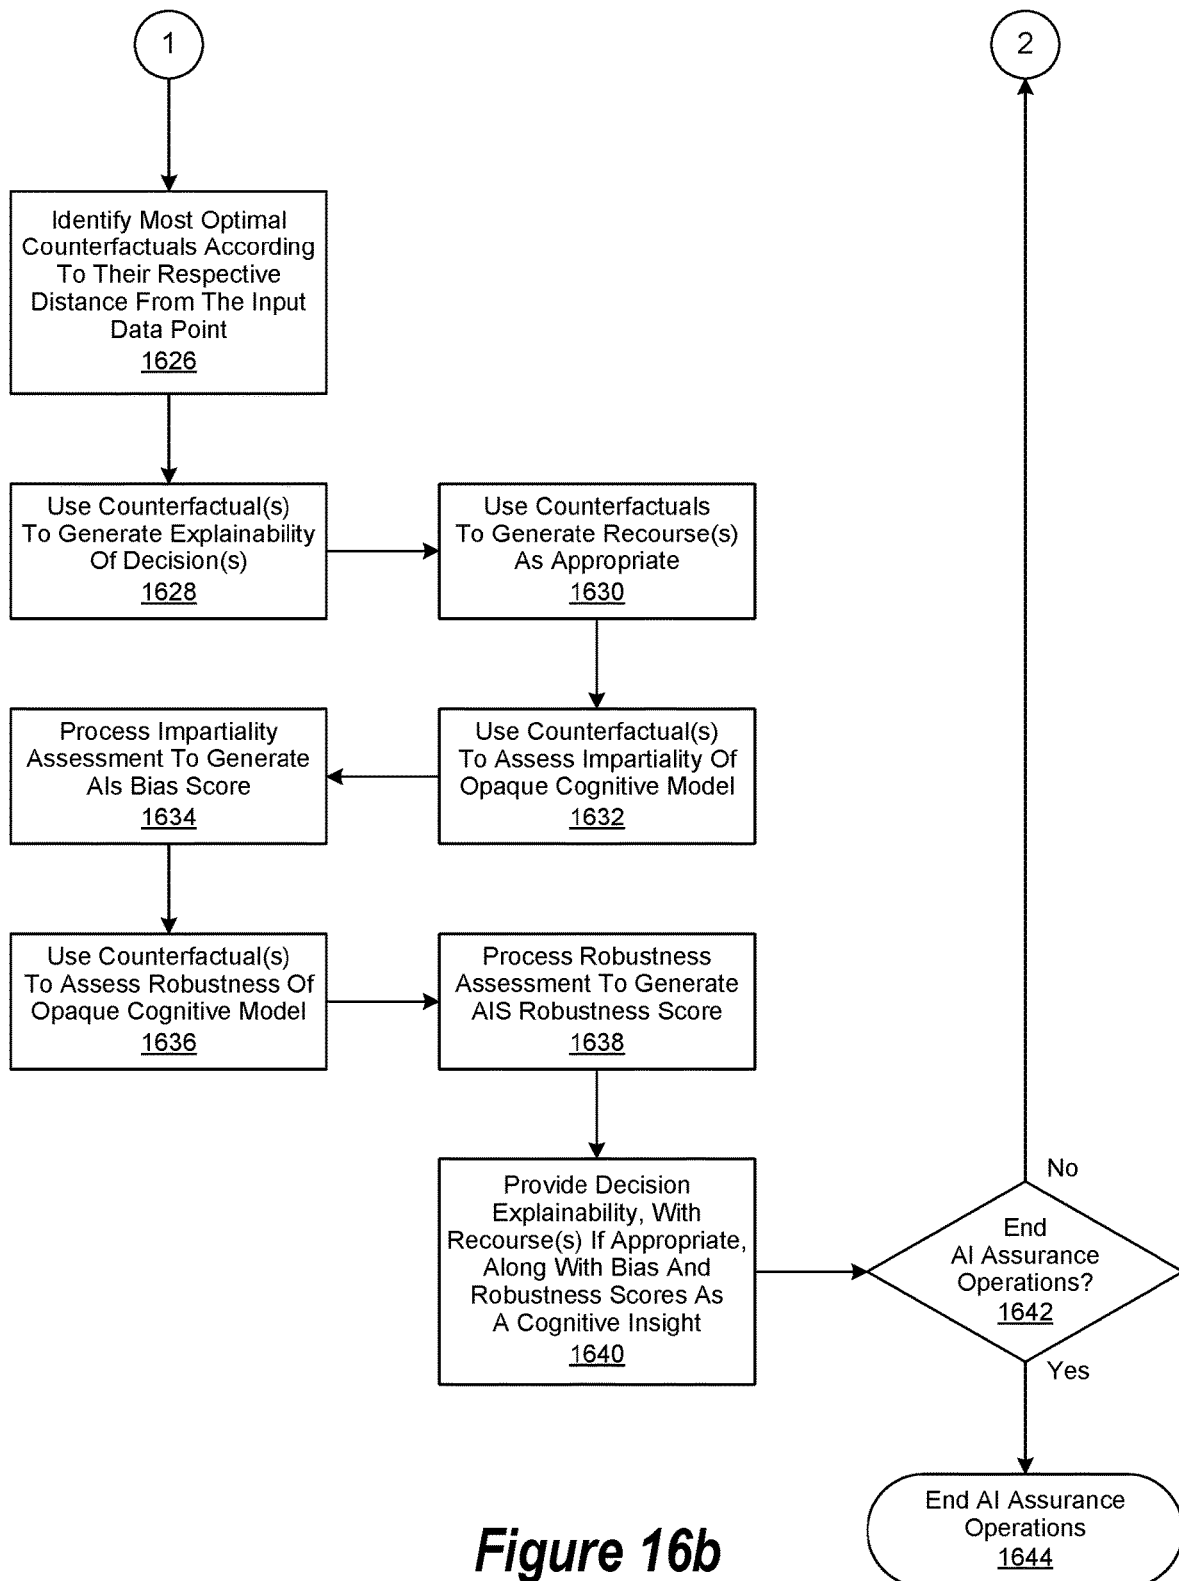 1
2
Identify Most Optimal
Counterfactuals According
To Their Respective
Distance From The Input
Data Point
1626
Use Counterfactual(s)
To Generate Explainability
Of Decision(s)
1628
Use Counterfactuals
To Generate Recourse(s)
As Appropriate
1630
Use Counterfactual(s)
To Assess Impartiality Of
Opaque Cognitive Model
1632
Process Impartiality
Assessment To Generate
AIs Bias Score
1634
Use Counterfactual(s)
To Assess Robustness Of
Opaque Cognitive Model
1636
Process Robustness
Assessment To Generate
AIS Robustness Score
1638
Provide Decision
Explainability, With
Recourse(s) If Appropriate,
Along With Bias And
Robustness Scores As
A Cognitive Insight
1640
No
End
AI Assurance
Operations?
1642
Yes
End AI Assurance
Operations
1644
Figure 16b